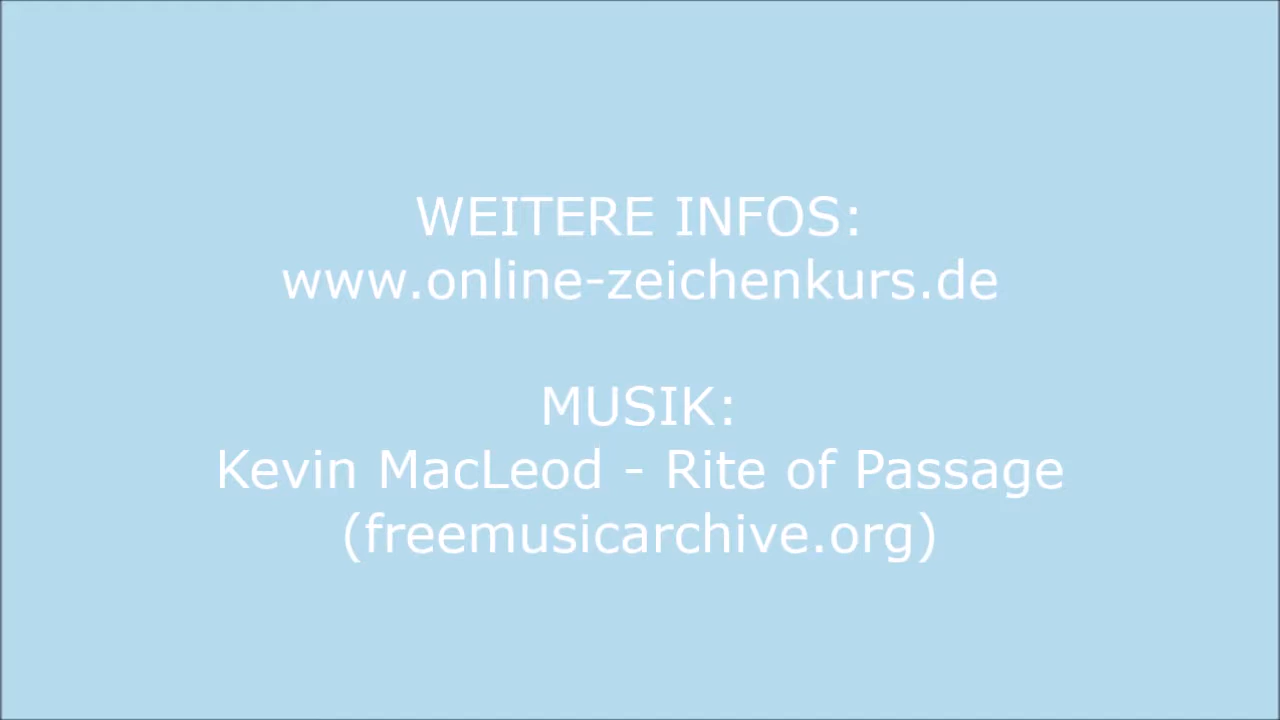 WEITERE INFOS:
www.online-zeichenkurs.de
MUSIK:
Kevin MacLeod - Rite of Passage
(freemusicarchive.org)